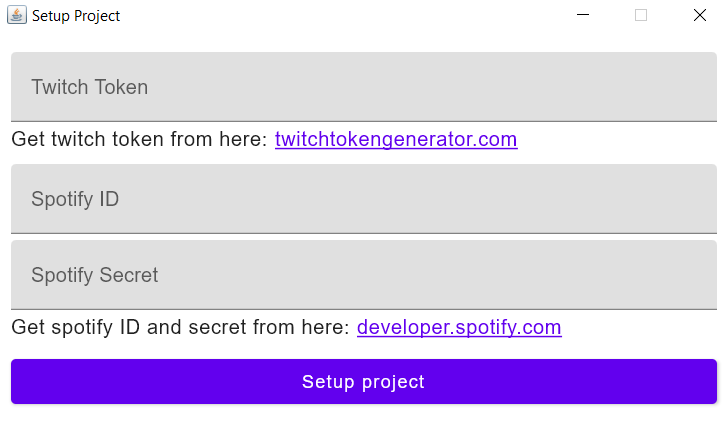 Setup Project
Twitch Token
Get twitch token from here: twitchtokengenerator.com
Spotify ID
Spotify Secret
Get spotify ID and secret from here: developer.spotify.com
Setup project